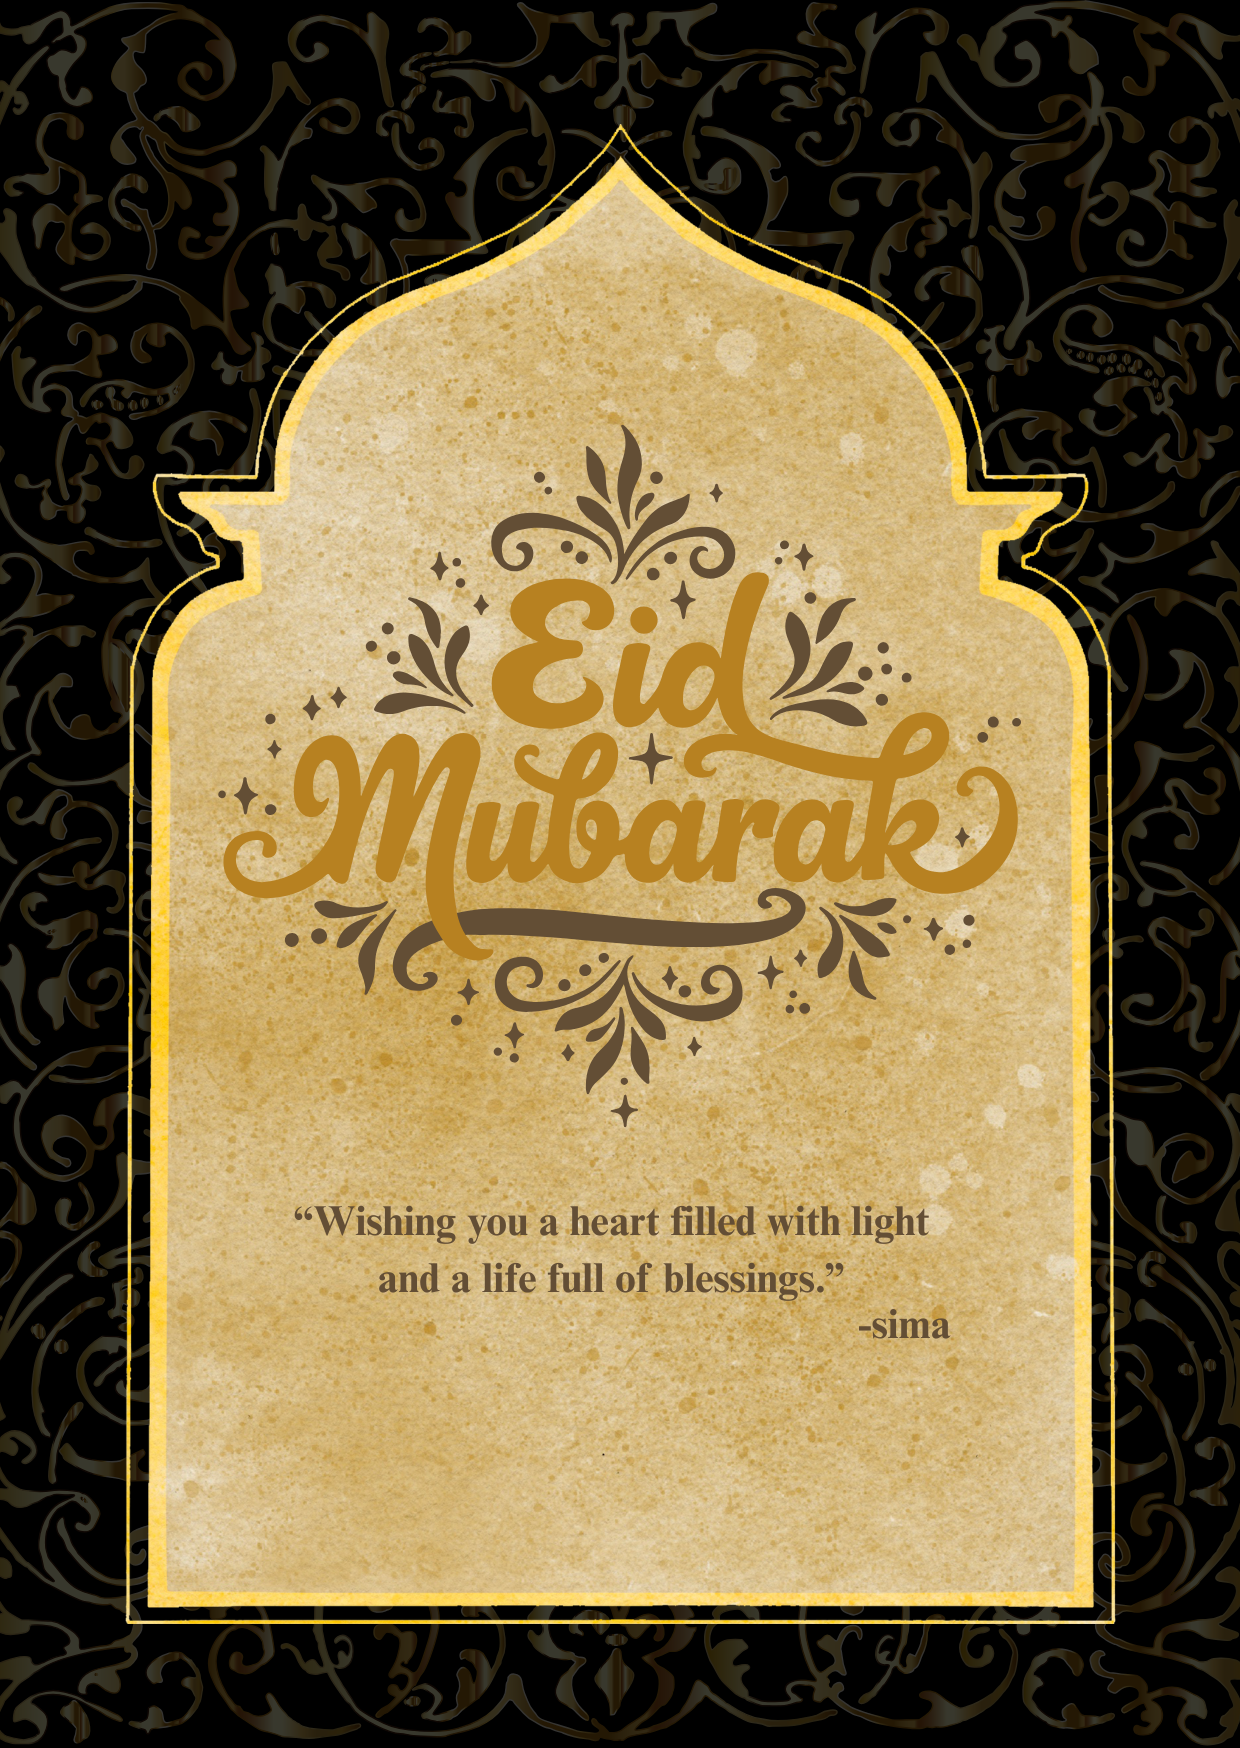 Eid
Mubarak
“Wishing you a heart filled with light
and a life full of blessings.”
-sima